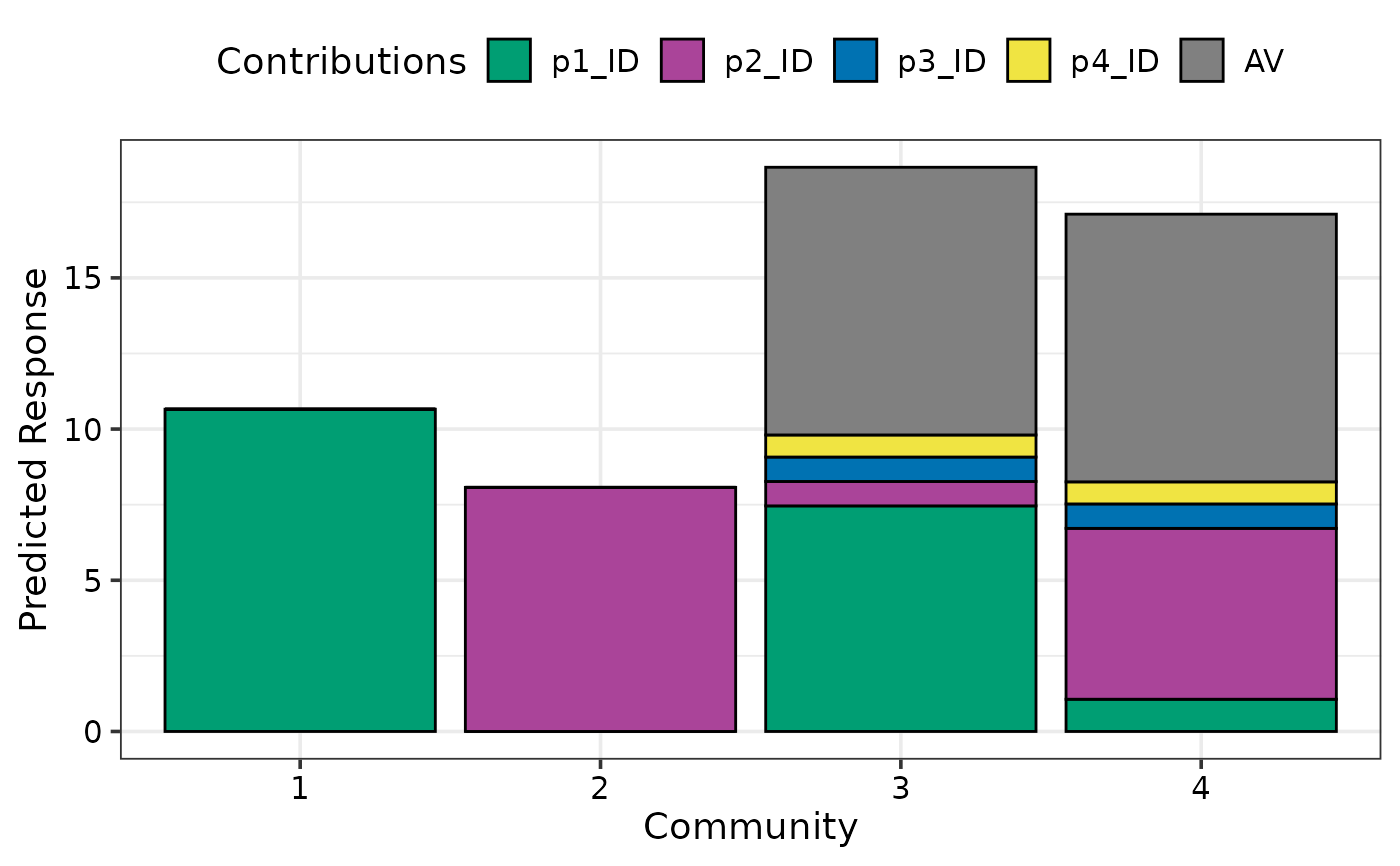 Contributions p1_ID p2_ID p3_ID p4_ID AV
Predicted Response
15
10
5
0
1 2 3 4
Community